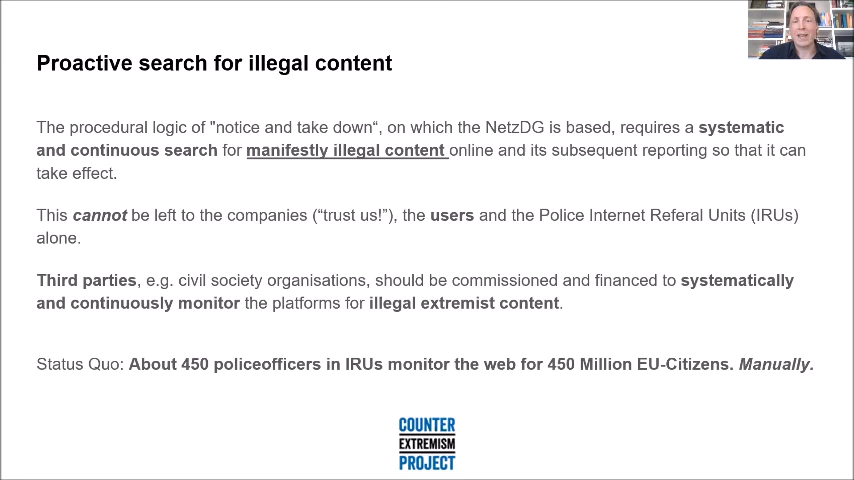 Proactive search for illegal content
The procedural logic of "notice and take down“, on which the NetzDG is based, requires a systematic
and continuous search for manifestly illegal content online and its subsequent reporting so that it can
take effect.
This cannot be left to the companies (“trust us!”), the users and the Police Internet Referal Units (IRUs)
alone.
Third parties, e.g. civil society organisations, should be commissioned and financed to systematically
and continuously monitor the platforms for illegal extremist content.
Status Quo: About 450 policeofficers in IRUs monitor the web for 450 Million EU-Citizens. Manually.
COUNTER
EXTREMISM
PROJECT